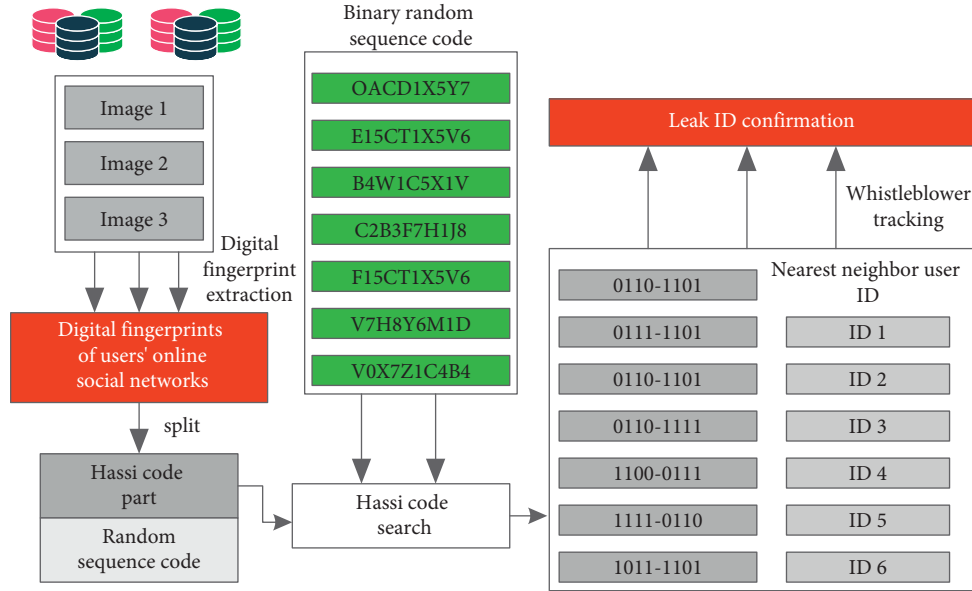 Image 1
Image 2
Image 3
Digital
fingerprint
extraction
Digital fingerprints
of users' online
social networks
split
Hassi code
part
Random
sequence code
Binary random
sequence code
OACD1X5Y7
E15CT1X5V6
B4W1C5X1V
C2B3F7H1J8
F15CT1X5V6
V7H8Y6M1D
V0X7Z1C4B4
Hassi code
search
Leak ID confirmation
Whistleblower
tracking
Nearest neighbor user
ID
0110-1101
0111-1101
ID 1
0110-1101
ID 2
0110-1111
ID 3
1100-0111
ID 4
1111-0110
ID 5
1011-1101
ID 6